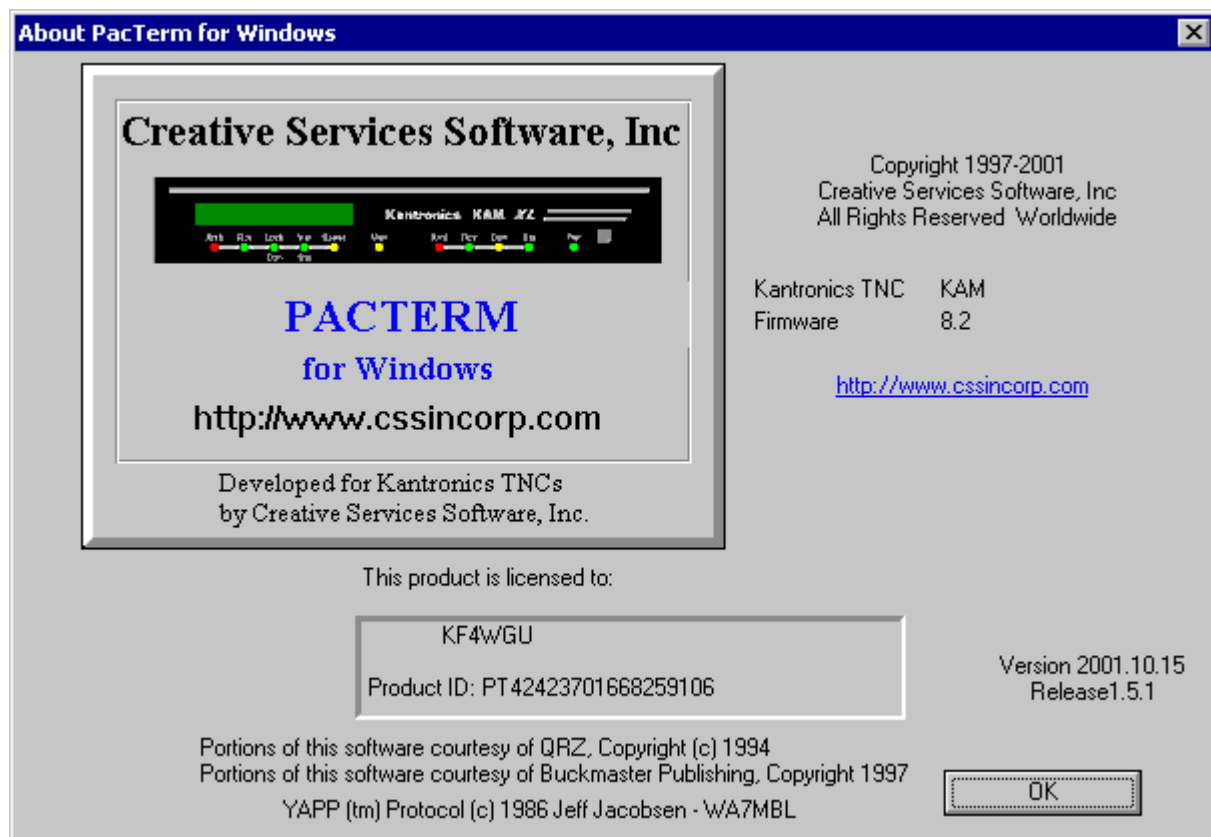 About PacTerm for Windows
Creative Services Software, Inc
Kantronics KAM XL
PACTERM
for Windows
http://www.cssincorp.com
Developed for Kantronics TNCs
by Creative Services Software, Inc.
Copyright 1997-2001
Creative Services Software, Inc
All Rights Reserved Worldwide
Kantronics TNC KAM
Firmware 8.2
http://www.cssincorp.com
This product is licensed to:
KF4WGU
Product ID: PT42423701668259106
Version 2001.10.15
Release1.5.1
Portions of this software courtesy of QRZ, Copyright (c) 1994
Portions of this software courtesy of Buckmaster Publishing, Copyright 1997
YAPP (tm) Protocol (c) 1986 Jeff Jacobsen - WA7MBL
OK